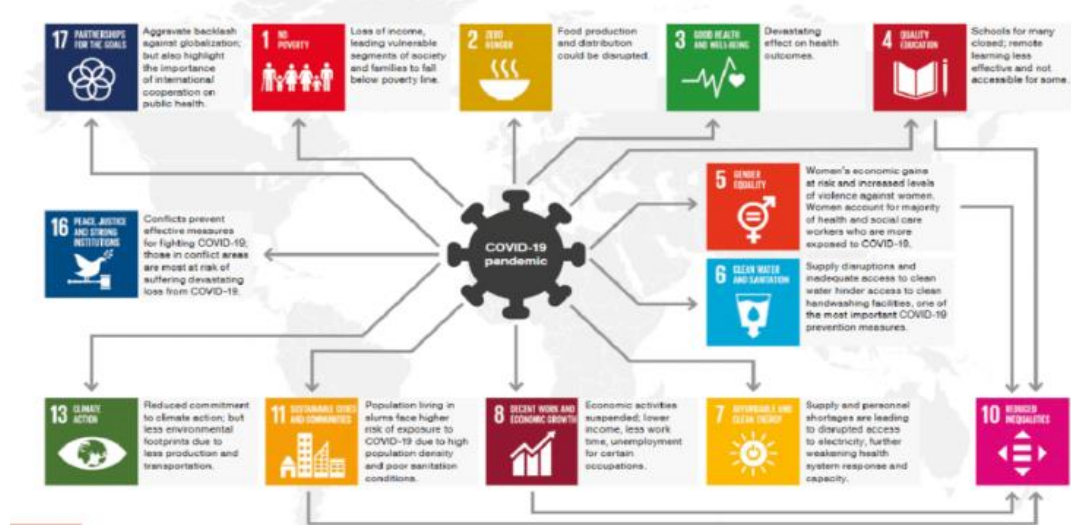 17 PARTNERSHIPS
FOR THE GOALS
Aggravate backlash
against globalization;
but also highlight
the importance
of international
cooperation on
public health.
1 NO
POVERTY
Loss of income,
leading vulnerable
segments of society
and families to fall
below poverty line.
2 ZERO
HUNGER
Food production
and distribution
could be disrupted.
3 GOOD HEALTH
AND WELL-BEING
Devastating
effect on health
outcomes.
4 QUALITY
EDUCATION
Schools for many
closed; remote
learning less
effective and not
accessible for some.
16 PEACE, JUSTICE
AND STRONG
INSTITUTIONS
Conflicts prevent
effective measures
for fighting COVID-19;
those in conflict areas
are most at risk of
suffering devastating
loss from COVID-19.
COVID-19
pandemic
5 GENDER
EQUALITY
Women's economic gains
at risk and increased levels
of violence against women.
Women account for majority
of health and social care
workers who are more
exposed to COVID-19.
6 CLEAN WATER
AND SANITATION
Supply disruptions and
inadequate access to clean
water hinder access to clean
handwashing facilities, one of
the most important COVID-19
prevention measures.
13 CLIMATE
ACTION
Reduced commitment
to climate action; but
less environmental
footprints due to
less production and
transportation.
11 SUSTAINABLE CITIES
AND COMMUNITIES
Population living in
slums face higher
risk of exposure to
COVID-19 due to high
population density
and poor sanitation
conditions.
8 DECENT WORK AND
ECONOMIC GROWTH
Economic activities
suspended; lower
income, less work
time, unemployment
for certain
occupations.
7 AFFORDABLE AND
CLEAN ENERGY
Supply and personnel
shortages are leading
to disrupted access
to electricity, further
weakening health
system response and
capacity.
10 REDUCED
INEQUALITIES